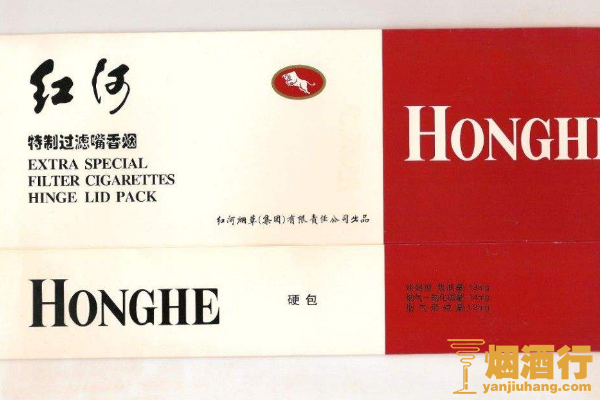 红河
特制过滤嘴香烟
EXTRA SPECIAL
FILTER CIGARETTES
HINGE LID PACK
红河烟草(集团)有限责任公司出品
HONGHE
HONGHE
硬包
烟酒行
yanjiuhang.com